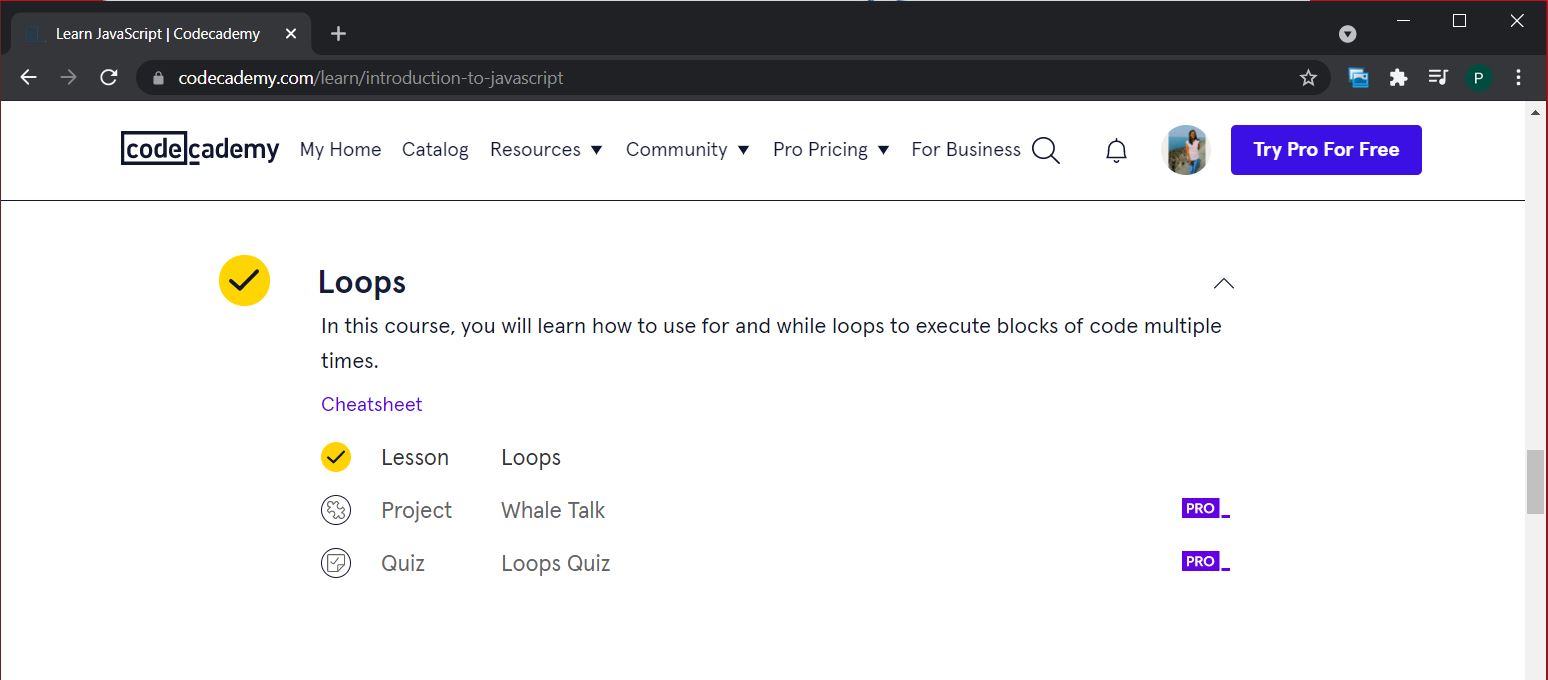 Learn JavaScript | Codecademy
codecademy.com/learn/introduction-to-javascript
P
codecademy My Home Catalog Resources Community Pro Pricing For Business Try Pro For Free
Loops
In this course, you will learn how to use for and while loops to execute blocks of code multiple
times.
Cheatsheet
Lesson Loops
Project Whale Talk PRO
Quiz Loops Quiz PRO